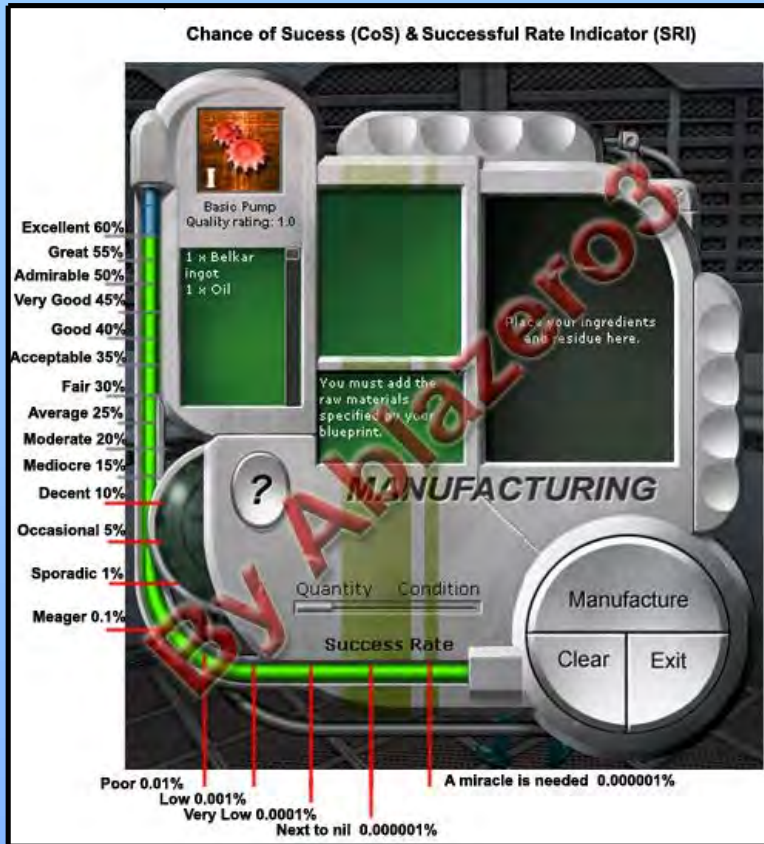 Chance of Sucess (CoS) & Successful Rate Indicator (SRI)
I
Basic Pump
Quality rating: 1.0
1 x Belkar
ingot
1 x Oil
Excellent 60%
Great 55%
Admirable 50%
Very Good 45%
Good 40%
Acceptable 35%
Fair 30%
Average 25%
Moderate 20%
Mediocre 15%
Decent 10%
Occasional 5%
Sporadic 1%
Meager 0.1%
Place your ingredients
and residue here.
You must add the
raw materials
specified by your
blueprint.
?
MANUFACTURING
Quantity Condition
Success Rate
Manufacture
Clear Exit
By Ablazero3
Poor 0.01%
Low 0.001%
Very Low 0.0001%
Next to nil 0.000001%
A miracle is needed 0.000001%